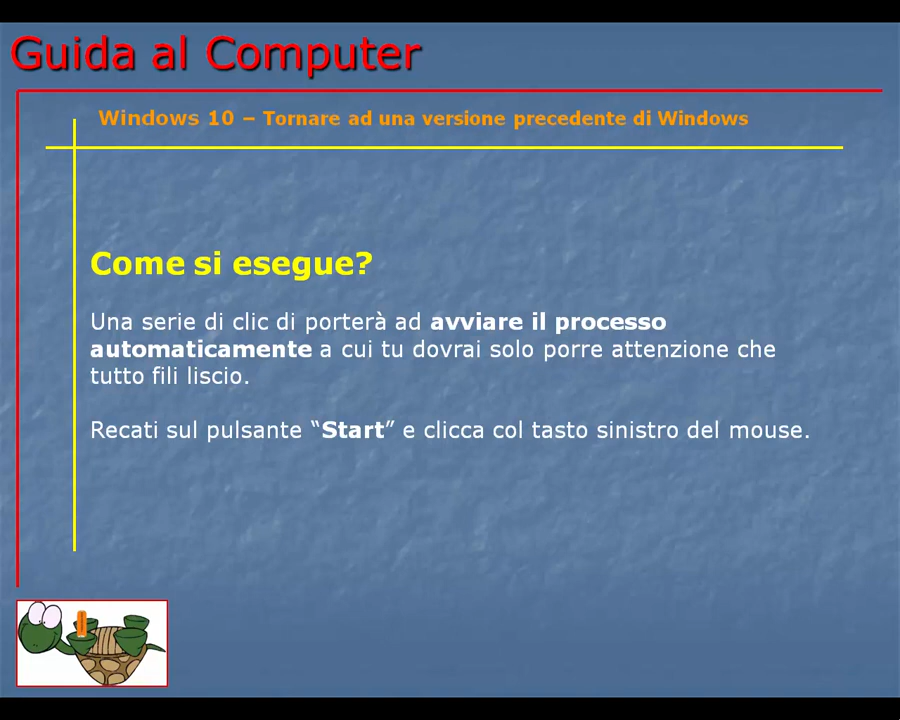 Guida al Computer
Windows 10 – Tornare ad una versione precedente di Windows
Come si esegue?
Una serie di clic di porterà ad avviare il processo
automaticamente a cui tu dovrai solo porre attenzione che
tutto fili liscio.
Recati sul pulsante “Start” e clicca col tasto sinistro del mouse.